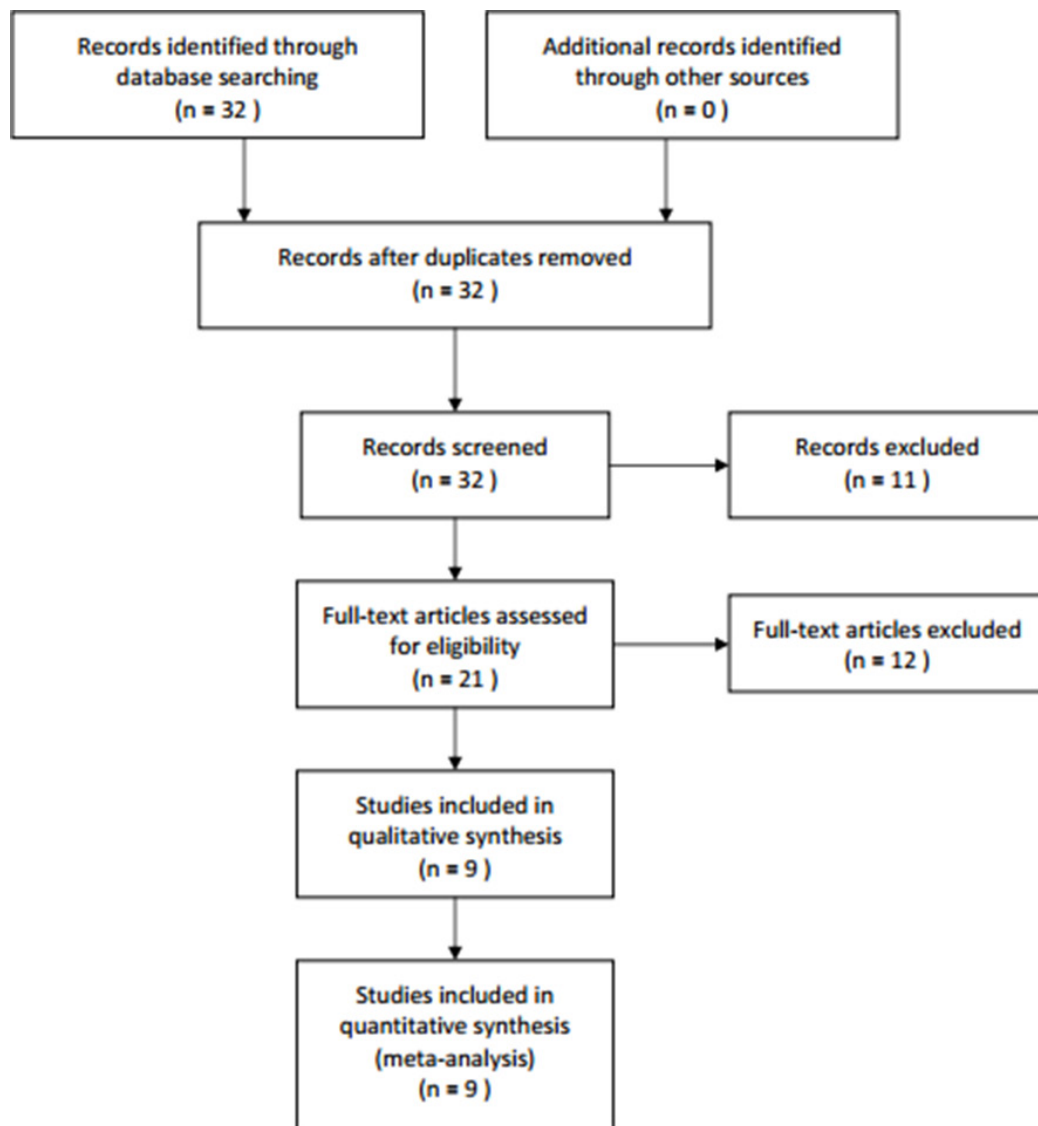 Records identified through
database searching
(n = 32 )
Additional records identified
through other sources
(n = 0 )
Records after duplicates removed
(n = 32 )
Records screened
(n = 32 )
Records excluded
(n = 11 )
Full-text articles assessed
for eligibility
(n = 21 )
Full-text articles excluded
(n = 12 )
Studies included in
qualitative synthesis
(n = 9 )
Studies included in
quantitative synthesis
(meta-analysis)
(n = 9 )